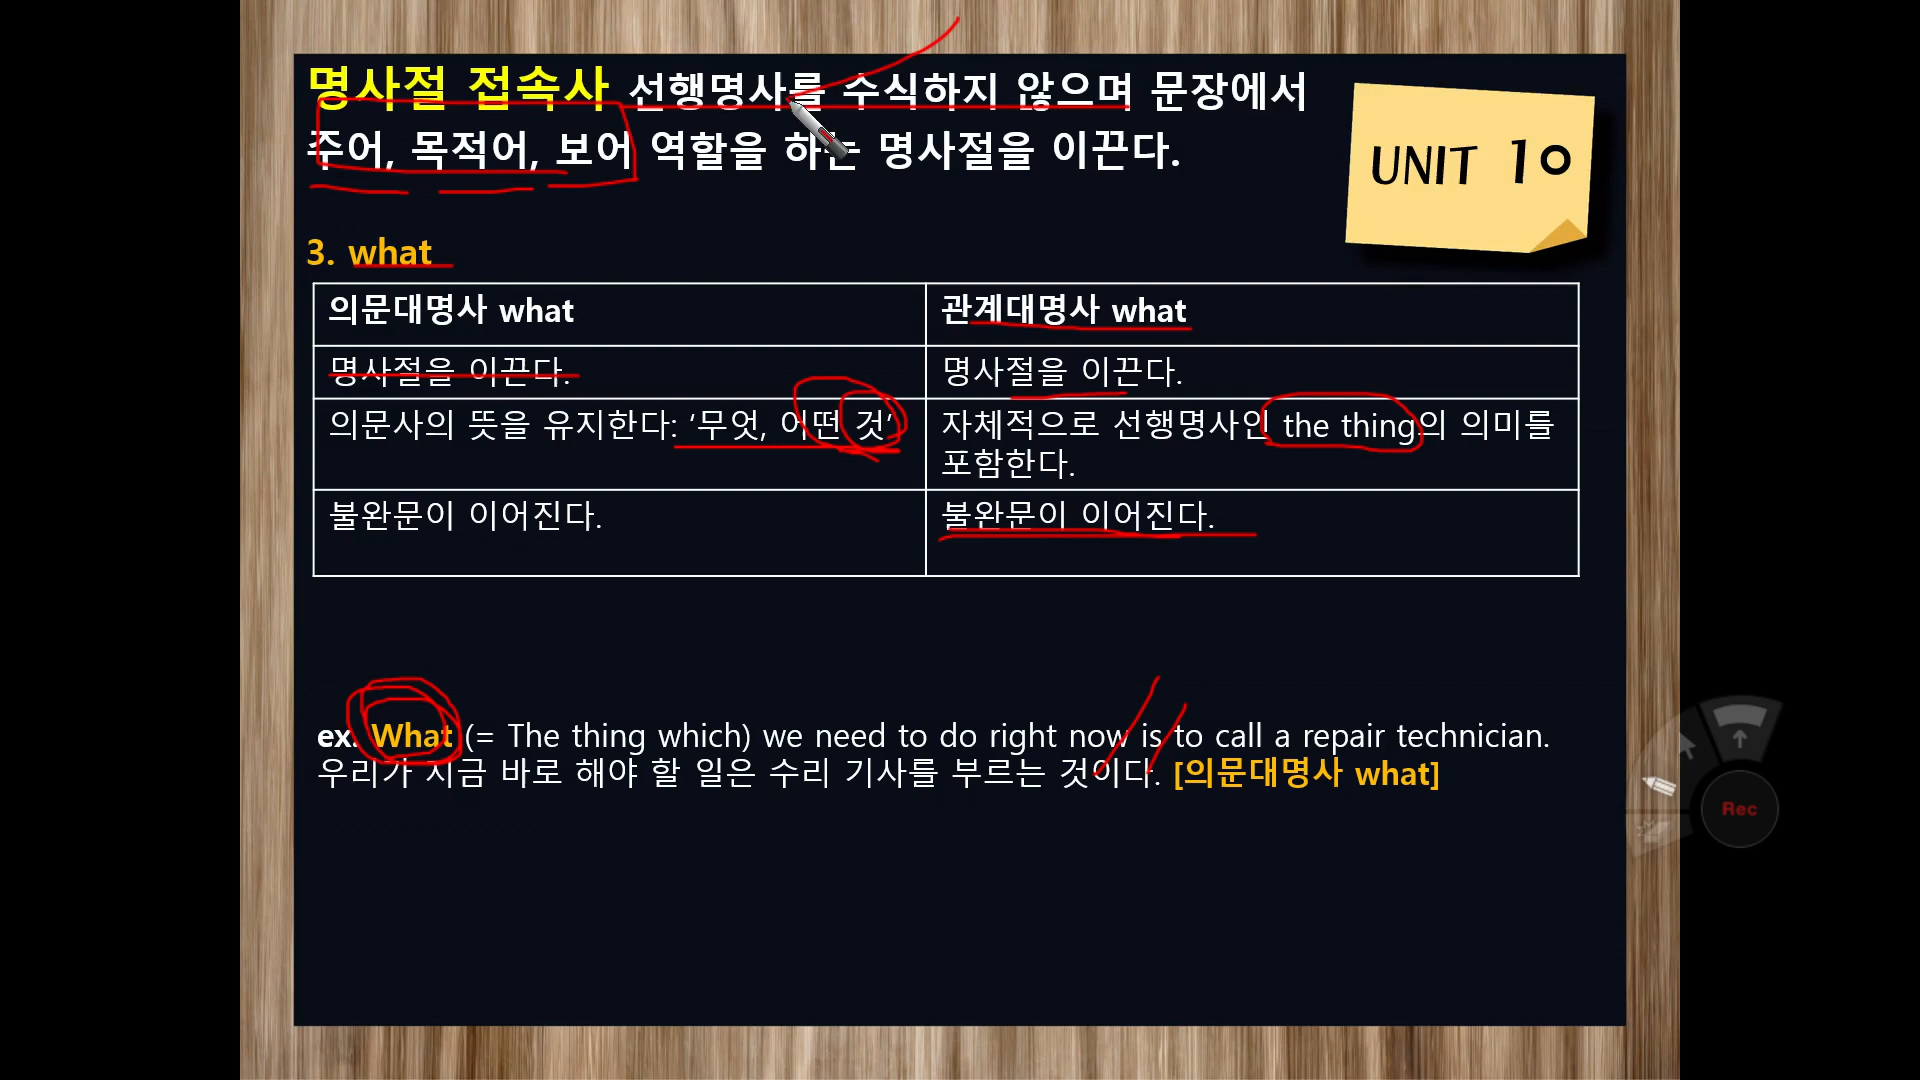 명사절 접속사 선행명사를 수식하지 않으며 문장에서
주어, 목적어, 보어 역할을 하는 명사절을 이끈다.
UNIT 10
3. what
의문대명사 what
관계대명사 what
명사절을 이끈다.
명사절을 이끈다.
의문사의 뜻을 유지한다: ‘무엇, 어떤 것’
자체적으로 선행명사인 the thing의 의미를
포함한다.
불완문이 이어진다.
불완문이 이어진다.
ex. What (= The thing which) we need to do right now is to call a repair technician.
우리가 지금 바로 해야 할 일은 수리 기사를 부르는 것이다. [의문대명사 what]
Rec